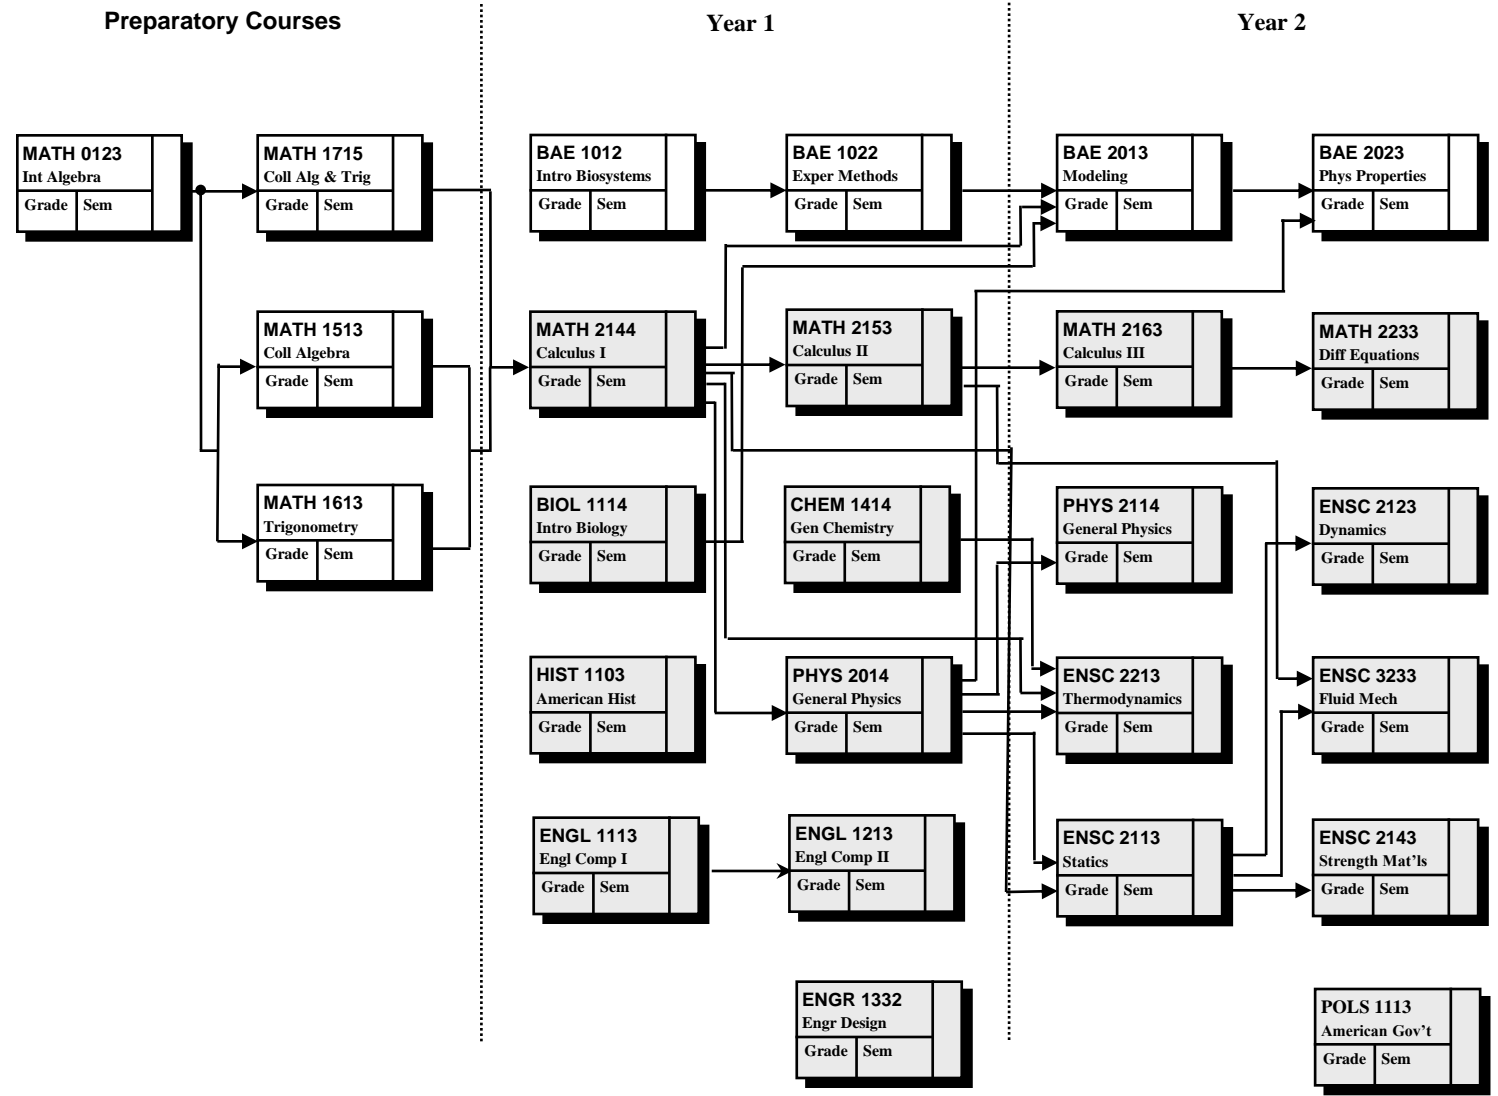 Preparatory Courses
Year 1
Year 2
MATH 0123
Int Algebra
Grade Sem
MATH 1715
Coll Alg & Trig
Grade Sem
BAE 1012
Intro Biosystems
Grade Sem
BAE 1022
Exper Methods
Grade Sem
BAE 2013
Modeling
Grade Sem
BAE 2023
Phys Properties
Grade Sem
MATH 1513
Coll Algebra
Grade Sem
MATH 2144
Calculus I
Grade Sem
MATH 2153
Calculus II
Grade Sem
MATH 2163
Calculus III
Grade Sem
MATH 2233
Diff Equations
Grade Sem
MATH 1613
Trigonometry
Grade Sem
BIOL 1114
Intro Biology
Grade Sem
CHEM 1414
Gen Chemistry
Grade Sem
PHYS 2114
General Physics
Grade Sem
ENSC 2123
Dynamics
Grade Sem
HIST 1103
American Hist
Grade Sem
PHYS 2014
General Physics
Grade Sem
ENSC 2213
Thermodynamics
Grade Sem
ENSC 3233
Fluid Mech
Grade Sem
ENGL 1113
Engl Comp I
Grade Sem
ENGL 1213
Engl Comp II
Grade Sem
ENSC 2113
Statics
Grade Sem
ENSC 2143
Strength Mat’ls
Grade Sem
ENGR 1332
Engr Design
Grade Sem
POLS 1113
American Gov’t
Grade Sem